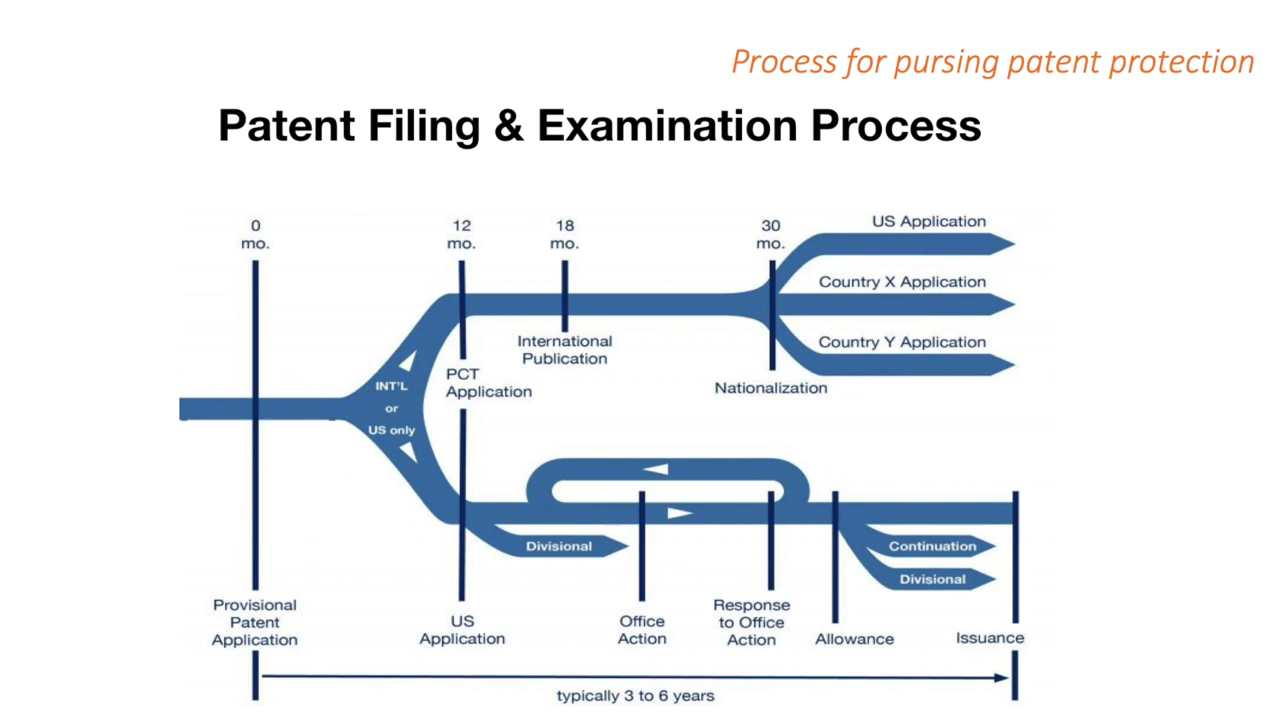 Process for pursing patent protection
Patent Filing & Examination Process
0
mo.
12
mo.
18
mo.
30
mo.
US Application
Country X Application
Country Y Application
International
Publication
PCT
Application
Nationalization
INT'L
or
US only
Divisional
Continuation
Divisional
Provisional
Patent
Application
US
Application
Office
Action
Response
to Office
Action
Allowance
Issuance
typically 3 to 6 years